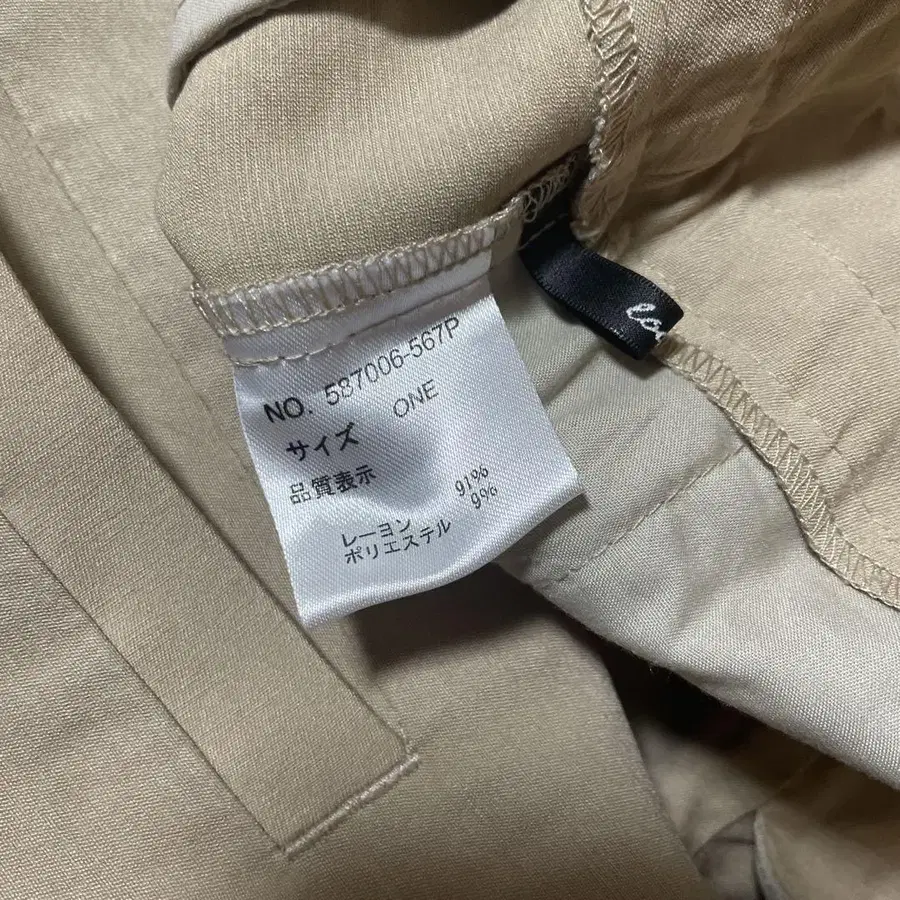 NO. 587006-567P
サイズ ONE
品質表示
レーヨン 91%
ポリエステル 9%